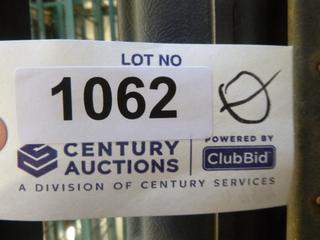 LOT NO
1062
CENTURY
AUCTIONS
POWERED BY
ClubBid
A DIVISION OF CENTURY SERVICES